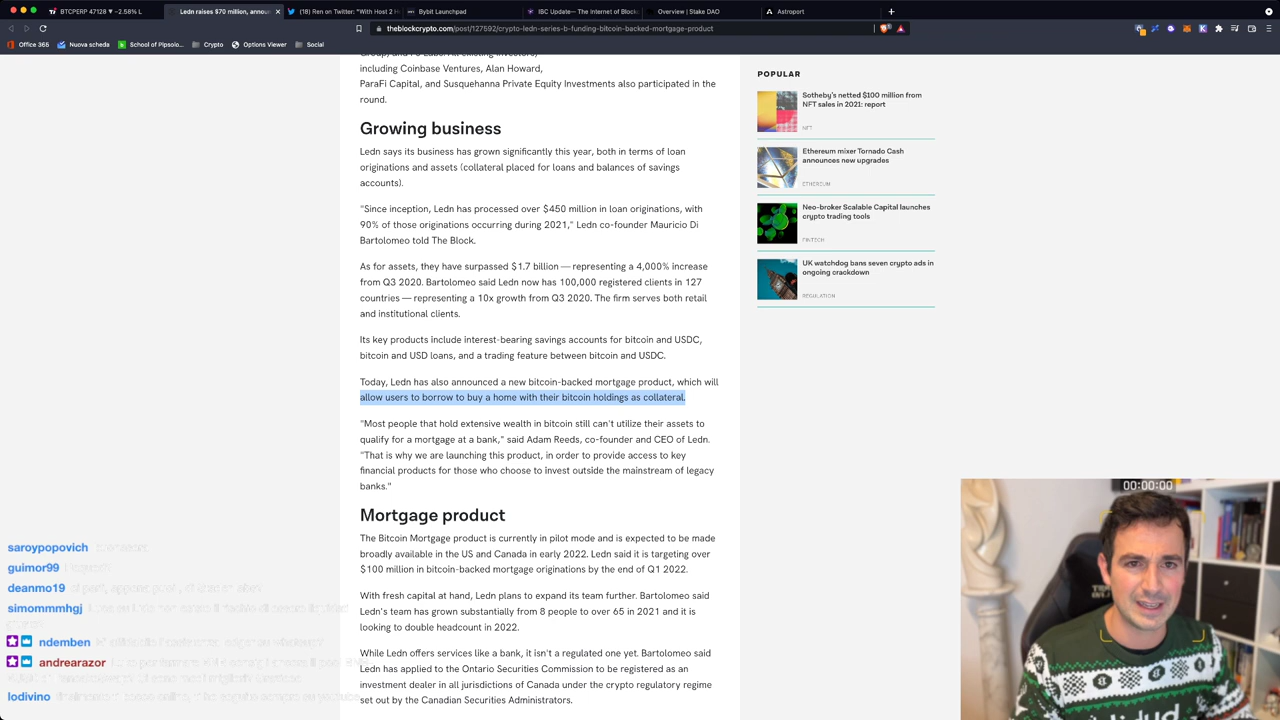 BTCPERP 47128 ▼ −2.58% L
Ledn raises $70 million, annou
(18) Ren on Twitter: "With Host 2
Bybit Launchpad
IBC Update— The Internet of Block
Overview | Stake DAO
Astroport
theblockcrypto.com/post/127592/crypto-ledn-series-b-funding-bitcoin-backed-mortgage-product
Office 365
Nuova scheda
School of Pipsolo...
Crypto
Options Viewer
Social
including Coinbase Ventures, Alan Howard,
ParaFi Capital, and Susquehanna Private Equity Investments also participated in the
round.
Growing business
Ledn says its business has grown significantly this year, both in terms of loan
originations and assets (collateral placed for loans and balances of savings
accounts).
"Since inception, Ledn has processed over $450 million in loan originations, with
90% of those originations occurring during 2021," Ledn co-founder Mauricio Di
Bartolomeo told The Block.
As for assets, they have surpassed $1.7 billion — representing a 4,000% increase
from Q3 2020. Bartolomeo said Ledn now has 100,000 registered clients in 127
countries — representing a 10x growth from Q3 2020. The firm serves both retail
and institutional clients.
Its key products include interest-bearing savings accounts for bitcoin and USDC,
bitcoin and USD loans, and a trading feature between bitcoin and USDC.
Today, Ledn has also announced a new bitcoin-backed mortgage product, which will
allow users to borrow to buy a home with their bitcoin holdings as collateral.
"Most people that hold extensive wealth in bitcoin still can't utilize their assets to
qualify for a mortgage at a bank," said Adam Reeds, co-founder and CEO of Ledn.
"That is why we are launching this product, in order to provide access to key
financial products for those who choose to invest outside the mainstream of legacy
banks."
Mortgage product
The Bitcoin Mortgage product is currently in pilot mode and is expected to be made
broadly available in the US and Canada in early 2022. Ledn said it is targeting over
$100 million in bitcoin-backed mortgage originations by the end of Q1 2022.
With fresh capital at hand, Ledn plans to expand its team further. Bartolomeo said
Ledn's team has grown substantially from 8 people to over 65 in 2021 and it is
looking to double headcount in 2022.
While Ledn offers services like a bank, it isn't a regulated one yet. Bartolomeo said
Ledn has applied to the Ontario Securities Commission to be registered as an
investment dealer in all jurisdictions of Canada under the crypto regulatory regime
set out by the Canadian Securities Administrators.
POPULAR
Sotheby's netted $100 million from
NFT sales in 2021: report
NFT
Ethereum mixer Tornado Cash
announces new upgrades
ETHEREUM
Neo-broker Scalable Capital launches
crypto trading tools
FINTECH
UK watchdog bans seven crypto ads in
ongoing crackdown
REGULATION
00:00:00
saroypopovich
guimor99
deanmo19
simommmhgj
ndemben
andrearazor
lodivino